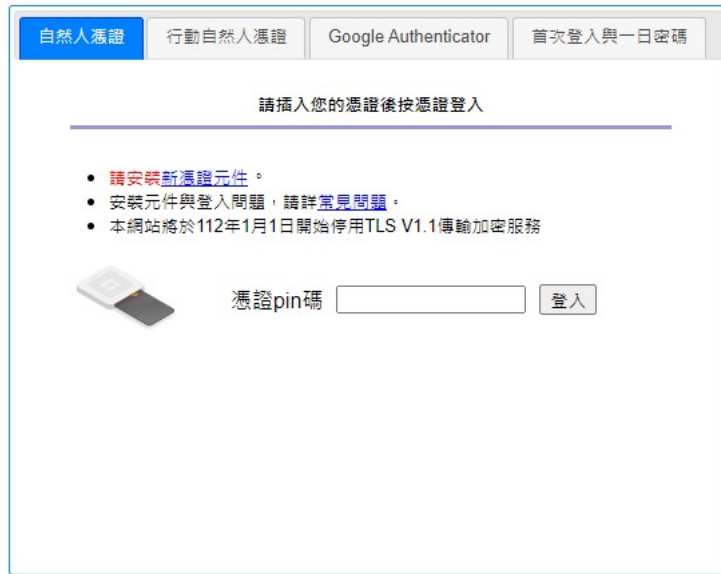 自然人憑證
行動自然人憑證
Google Authenticator
首次登入與一日密碼
請插入您的憑證後按憑證登入
請安裝新憑證元件。
安裝元件與登入問題，請詳常見問題。
本網站將於112年1月1日開始停用TLS V1.1傳輸加密服務
憑證pin碼
登入